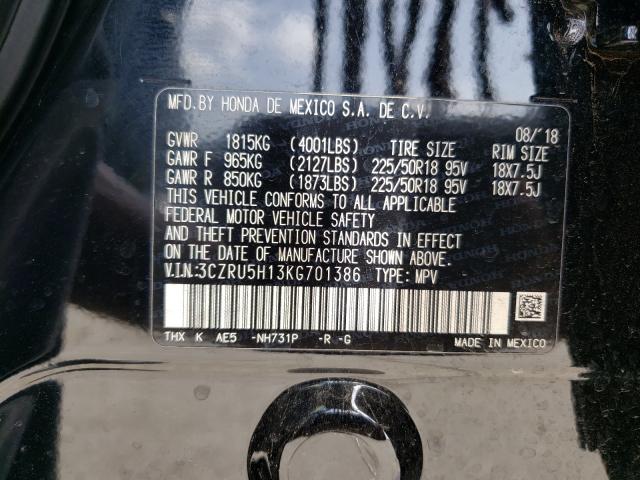 MFD. BY HONDA DE MEXICO S.A. DE C.V.
08/'18
GVWR 1815KG (4001LBS) TIRE SIZE RIM SIZE
GAWR F 965KG (2127LBS) 225/50R18 95V 18X7.5J
GAWR R 850KG (1873LBS) 225/50R18 95V 18X7.5J
THIS VEHICLE CONFORMS TO ALL APPLICABLE
FEDERAL MOTOR VEHICLE SAFETY
AND THEFT PREVENTION STANDARDS IN EFFECT
ON THE DATE OF MANUFACTURE SHOWN ABOVE.
V.I.N:3CZRU5H13KG701386 TYPE: MPV
THX K AE5 -NH731P -R -G
MADE IN MEXICO